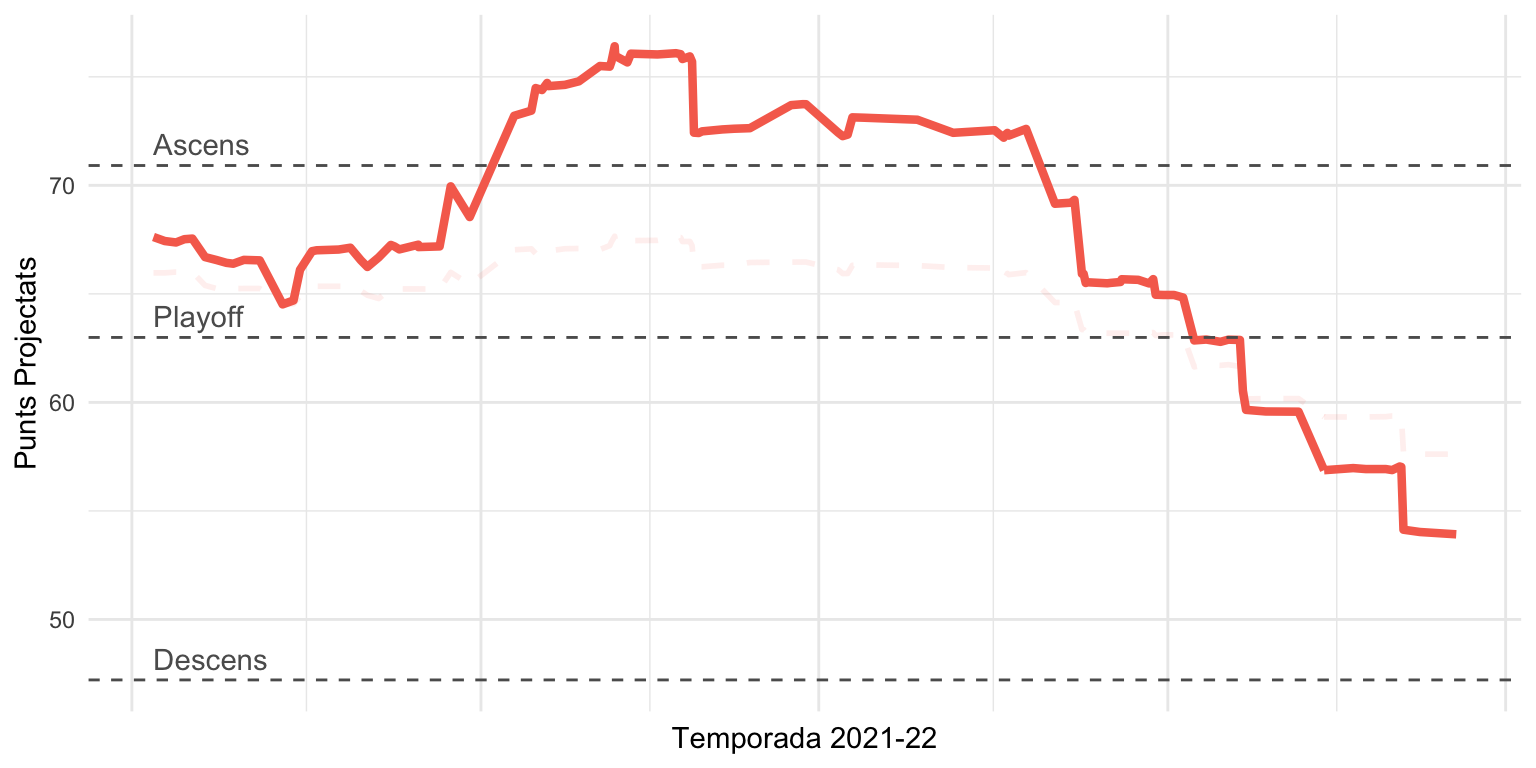 Ascens
70
Playoff
60
50
Descens
Punts Projectats
Temporada 2021-22